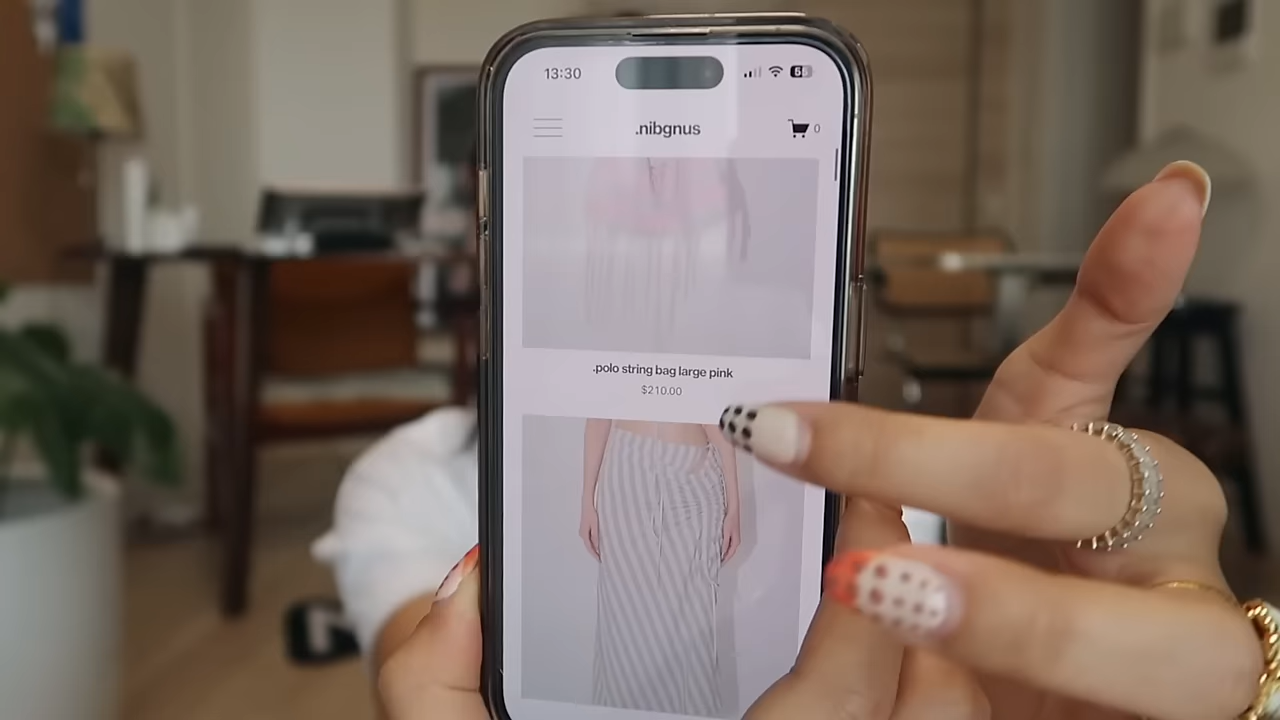 13:30
.nibgnus
0
.polo string bag large pink
$210.00